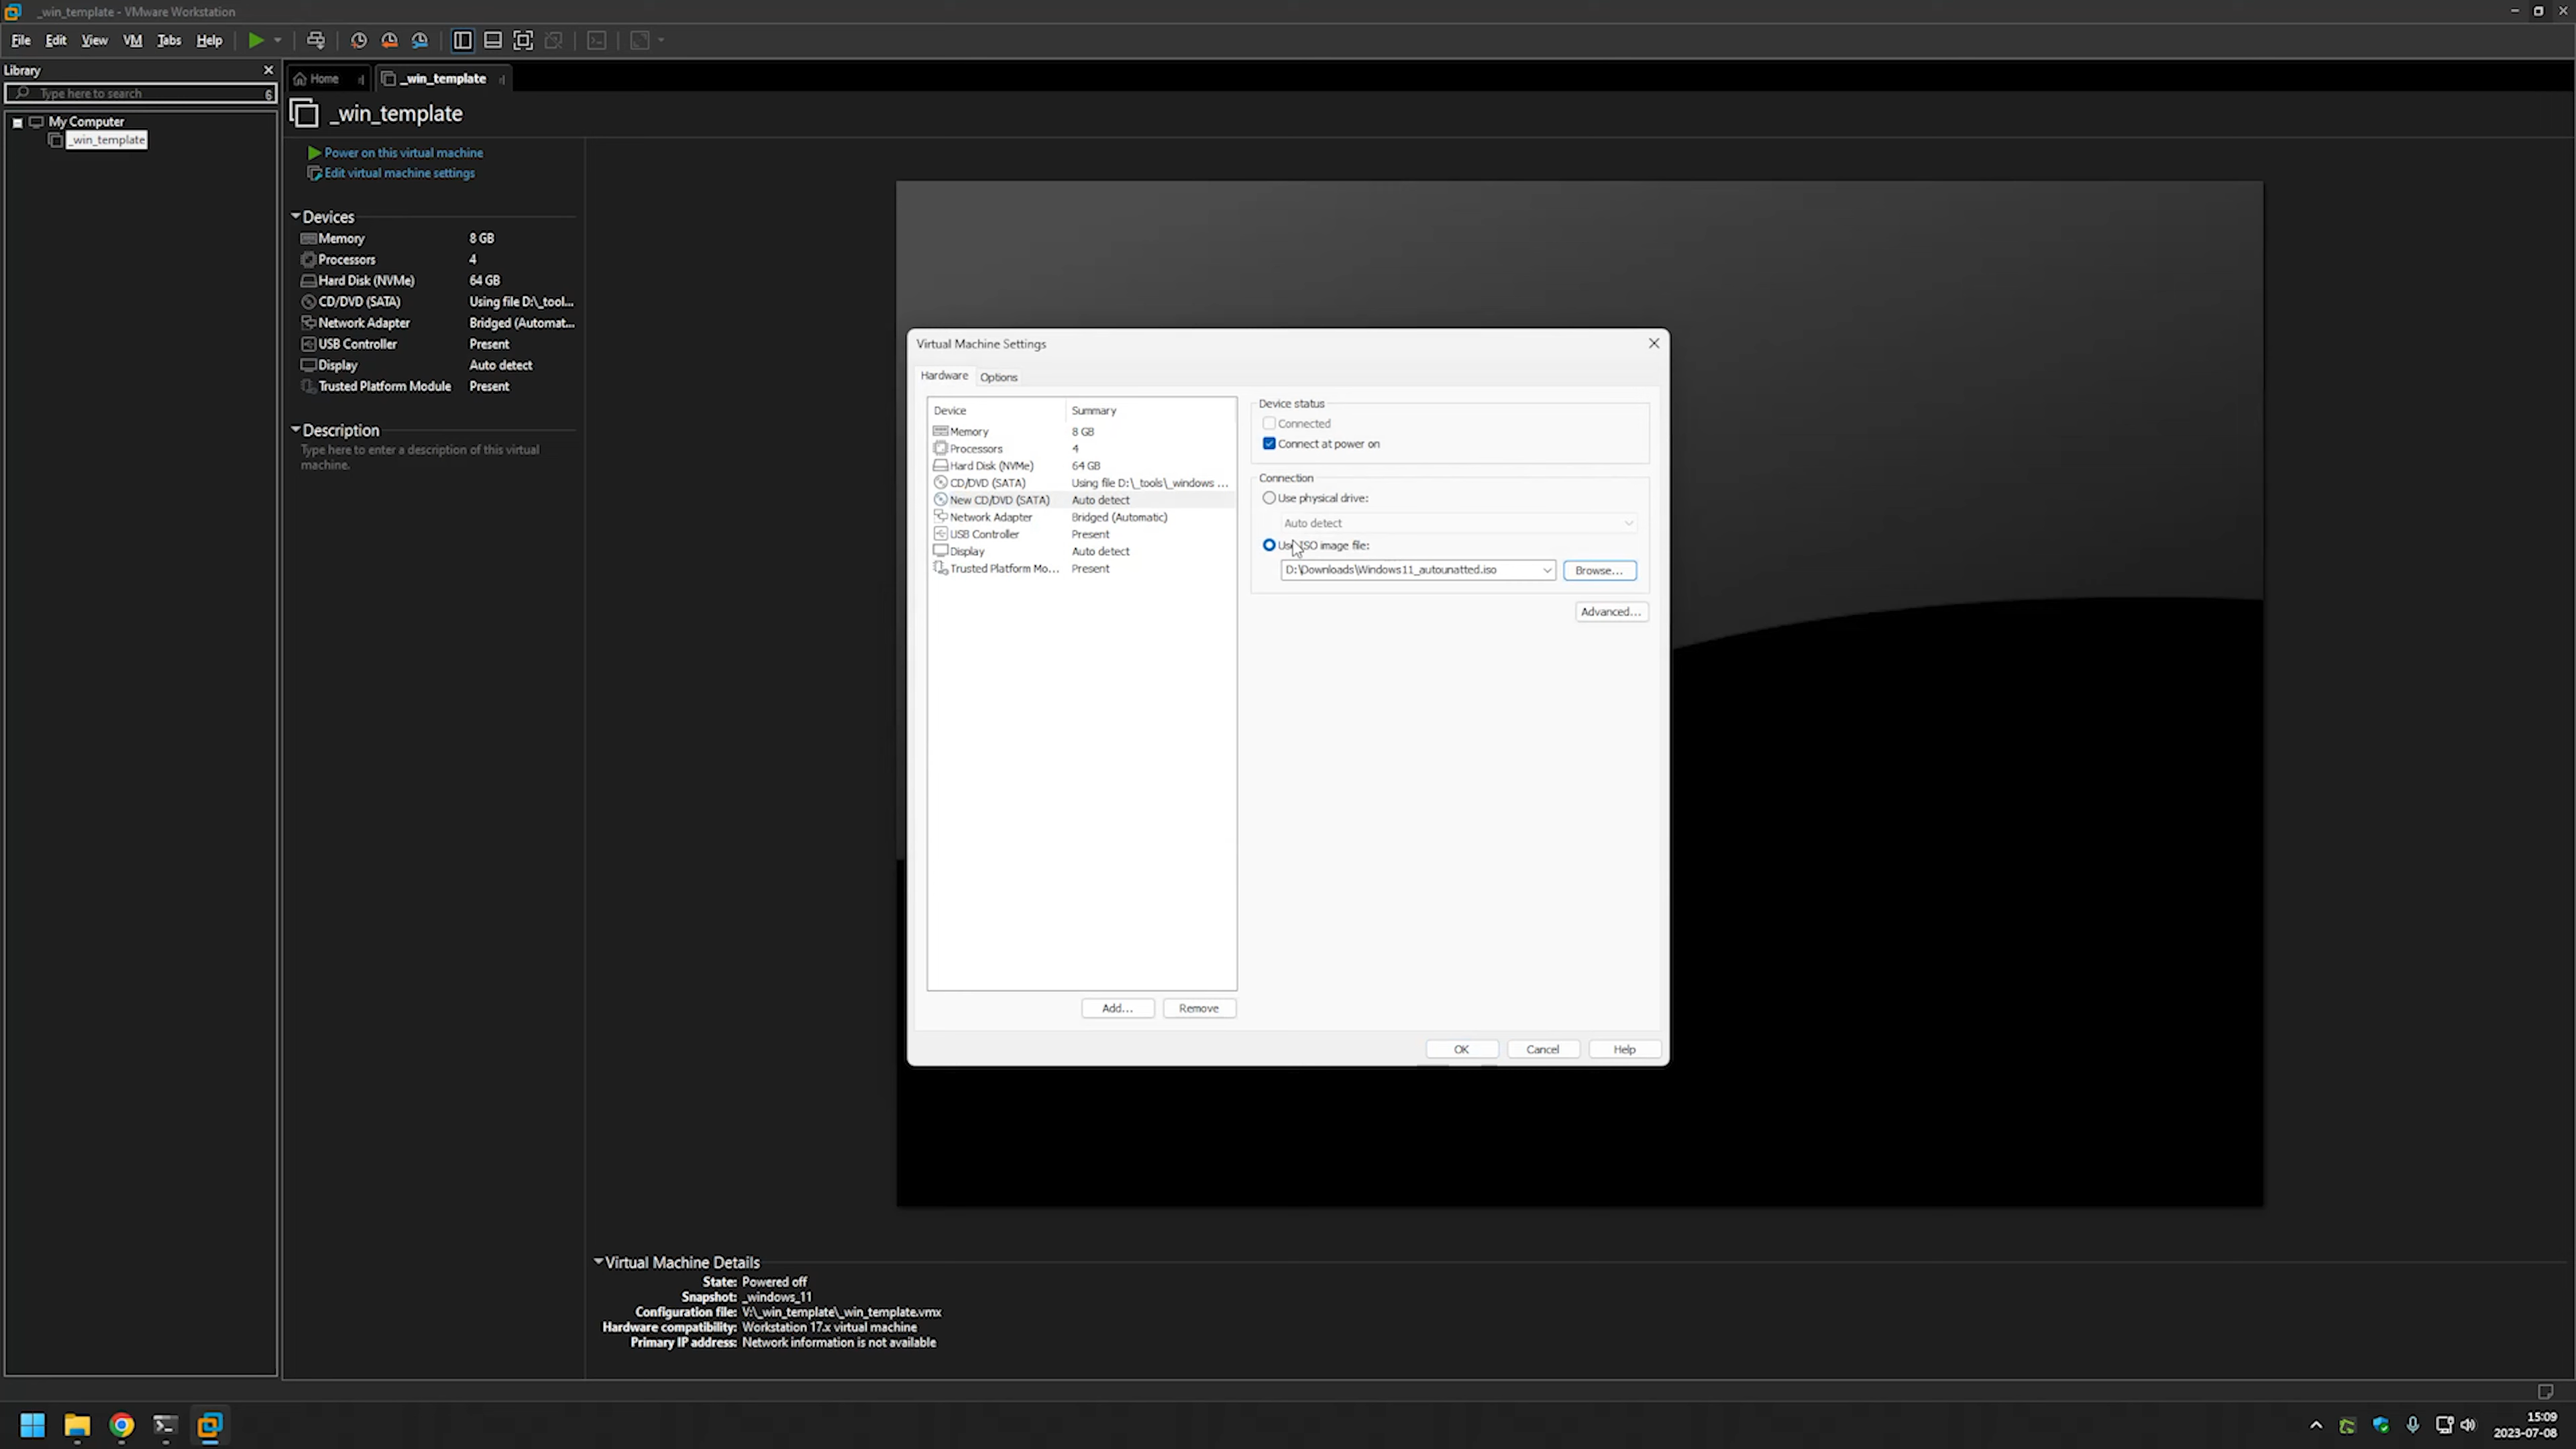 _win_template - VMware Workstation
File Edit View VM Tabs Help
Library
Type here to search
My Computer
_win_template
Home
_win_template
_win_template
Power on this virtual machine
Edit virtual machine settings
Devices
Memory 8 GB
Processors 4
Hard Disk (NVMe) 64 GB
CD/DVD (SATA) Using file D:\_tool...
Network Adapter Bridged (Automat...
USB Controller Present
Display Auto detect
Trusted Platform Module Present
Description
Type here to enter a description of this virtual
machine.
Virtual Machine Settings
Hardware Options
Device Summary
Memory 8 GB
Processors 4
Hard Disk (NVMe) 64 GB
CD/DVD (SATA) Using file D:\_tools\_windows ...
New CD/DVD (SATA) Auto detect
Network Adapter Bridged (Automatic)
USB Controller Present
Display Auto detect
Trusted Platform Mo... Present
Add... Remove
Device status
Connected
Connect at power on
Connection
Use physical drive:
Auto detect
Use ISO image file:
D:\Downloads\Windows11_autounatted.iso Browse...
Advanced...
OK Cancel Help
Virtual Machine Details
State: Powered off
Snapshot: _windows_11
Configuration file: V:\_win_template\_win_template.vmx
Hardware compatibility: Workstation 17.x virtual machine
Primary IP address: Network information is not available
15:09
2023-07-08